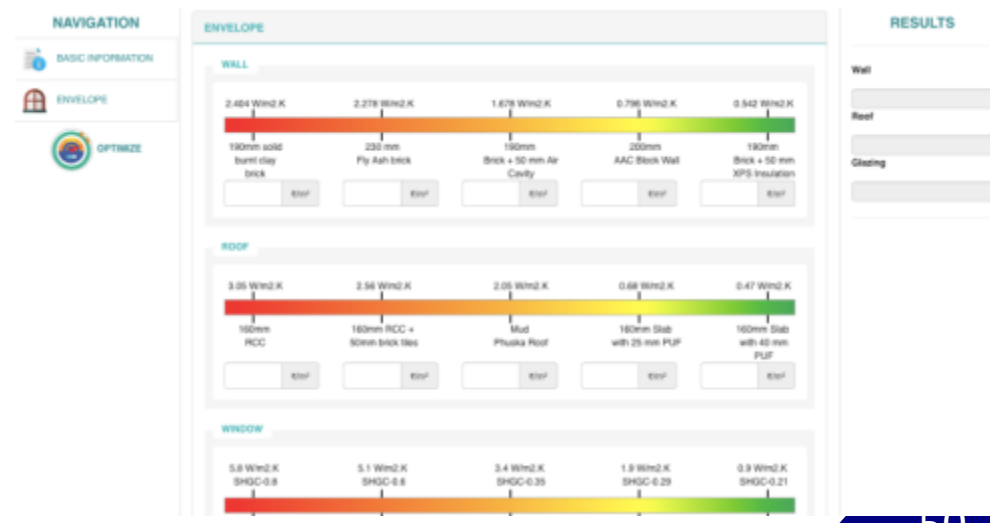 NAVIGATION
BASIC INFORMATION
ENVELOPE
OPTIMIZE
ENVELOPE
WALL
2.404 W/m2.K 2.278 W/m2.K 1.678 W/m2.K 0.796 W/m2.K 0.542 W/m2.K
190mm solid 230 mm 190mm 200mm 190mm
burnt clay Fly Ash brick Brick + 50 mm Air AAC Block Wall Brick + 50 mm
brick Cavity XPS Insulation
ROOF
3.05 W/m2.K 2.56 W/m2.K 2.05 W/m2.K 0.68 W/m2.K 0.47 W/m2.K
160mm 160mm RCC + Mud 160mm Slab 160mm Slab
RCC 50mm brick tiles Phuska Roof with 25 mm PUF with 40 mm
PUF
WINDOW
5.8 W/m2.K 5.1 W/m2.K 3.4 W/m2.K 1.9 W/m2.K 0.9 W/m2.K
SHGC-0.8 SHGC-0.6 SHGC-0.35 SHGC-0.29 SHGC-0.21
RESULTS
Wall
Roof
Glazing